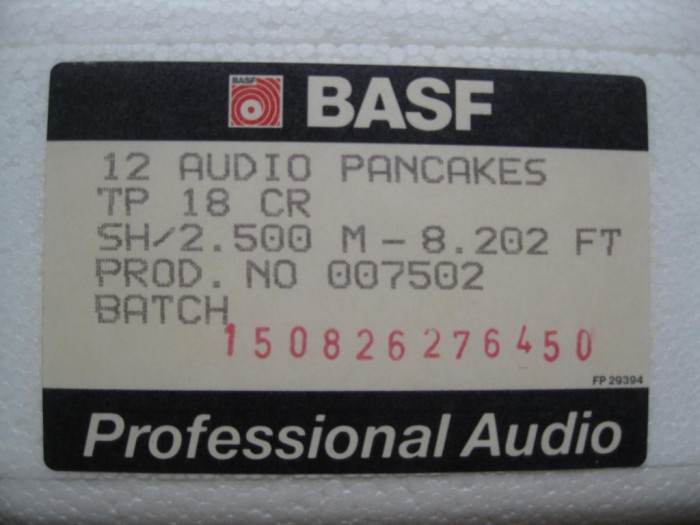 BASF
BASF
12 AUDIO PANCAKES
TP 18 CR
SH/2.500 M - 8.202 FT
PROD. NO 007502
BATCH
150826276450
FP 29394
Professional Audio